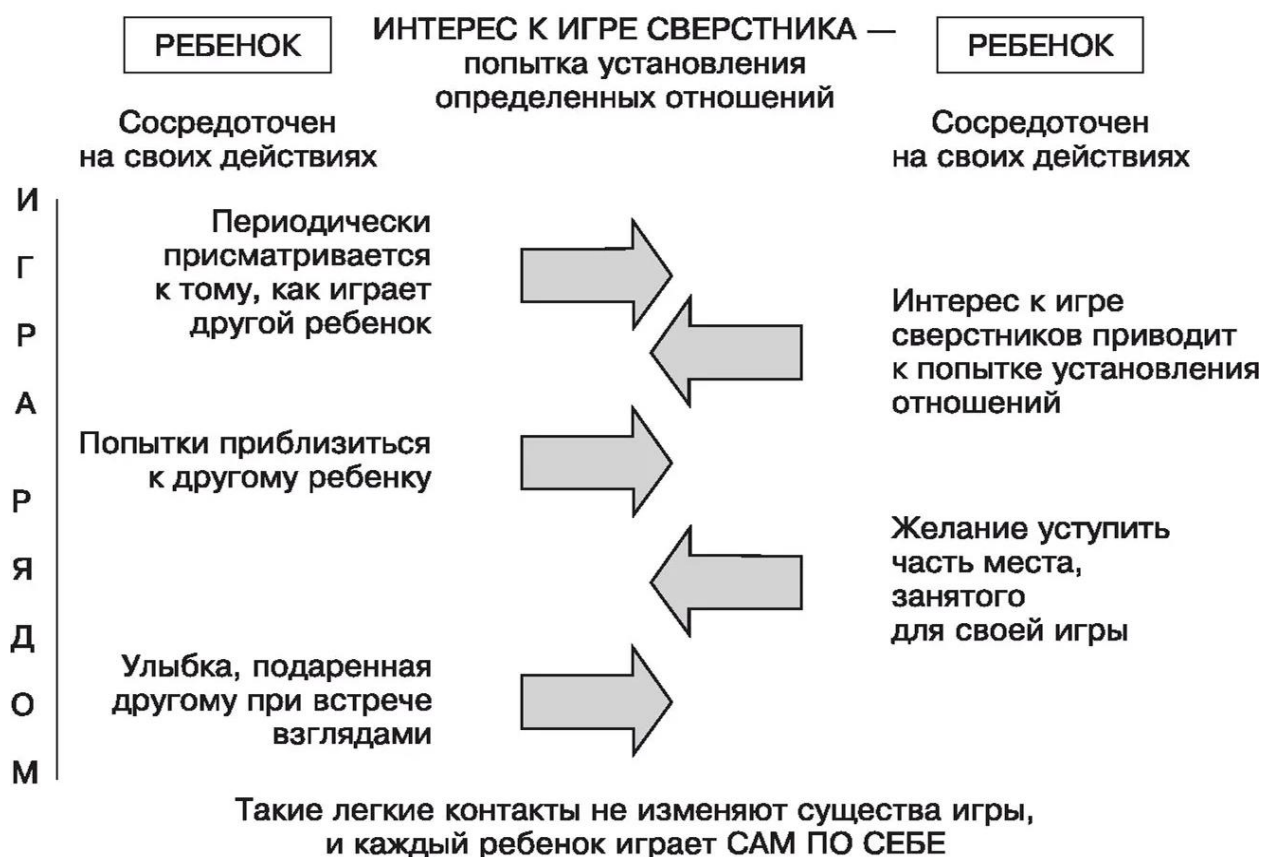 РЕБЕНОК
ИНТЕРЕС К ИГРЕ СВЕРСТНИКА —
попытка установления
определенных отношений
РЕБЕНОК
Сосредоточен
на своих действиях
Сосредоточен
на своих действиях
ИГРА РЯДОМ
Периодически
присматривается
к тому, как играет
другой ребенок
Интерес к игре
сверстников приводит
к попытке установления
отношений
Попытки приблизиться
к другому ребенку
Желание уступить
часть места,
занятого
для своей игры
Улыбка, подаренная
другому при встрече
взглядами
Такие легкие контакты не изменяют существа игры,
и каждый ребенок играет САМ ПО СЕБЕ